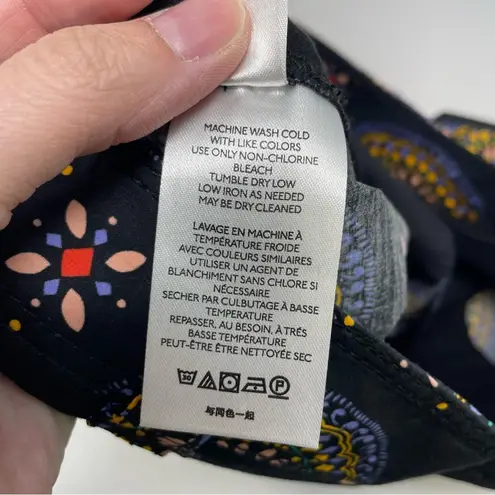 MACHINE WASH COLD
WITH LIKE COLORS
USE ONLY NON-CHLORINE
BLEACH
TUMBLE DRY LOW
LOW IRON AS NEEDED
MAY BE DRY CLEANED
LAVAGE EN MACHINE À
TEMPÉRATURE FROIDE
AVEC COULEURS SIMILAIRES
UTILISER UN AGENT DE
BLANCHIMENT SANS CHLORE SI
NÉCESSAIRE
SECHER PAR CULBUTAGE À BASSE
TEMPERATURE
REPASSER, AU BESOIN, À TRÉS
BASSE TEMPÉRATURE
PEUT-ÊTRE ÊTRE NETTOYÉE SEC
30 P
与同色一起